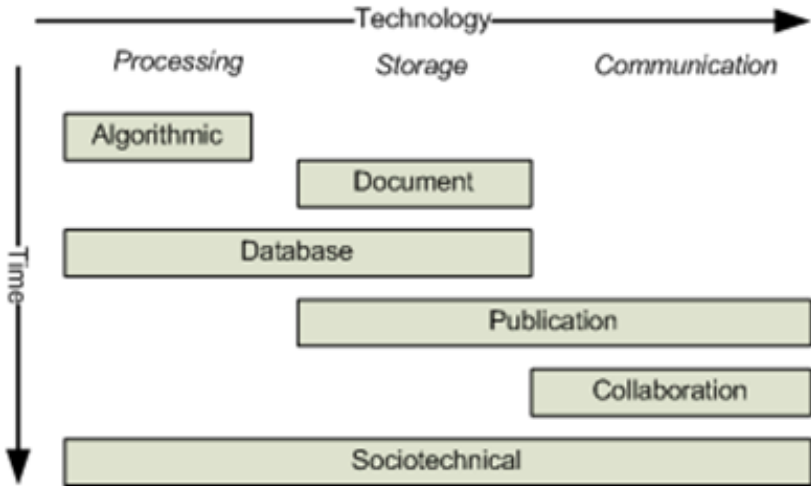 Technology
Processing Storage Communication
Algorithmic
Document
Database
Time
Publication
Collaboration
Sociotechnical